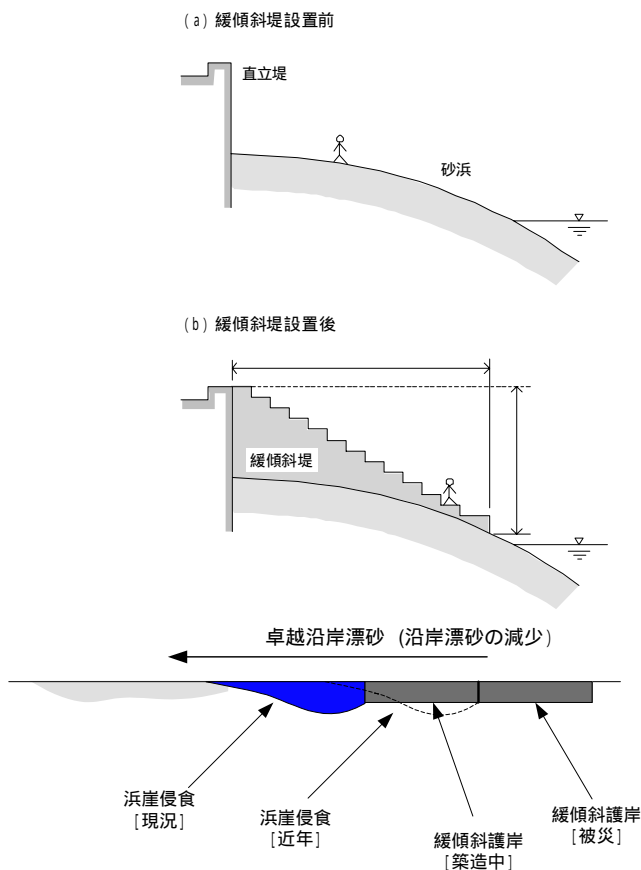 (a) 緩傾斜堤設置前
直立堤
砂浜
(b) 緩傾斜堤設置後
緩傾斜堤
卓越沿岸漂砂 (沿岸漂砂の減少)
浜崖侵食
[現況]
浜崖侵食
[近年]
緩傾斜護岸
[築造中]
緩傾斜護岸
[被災]